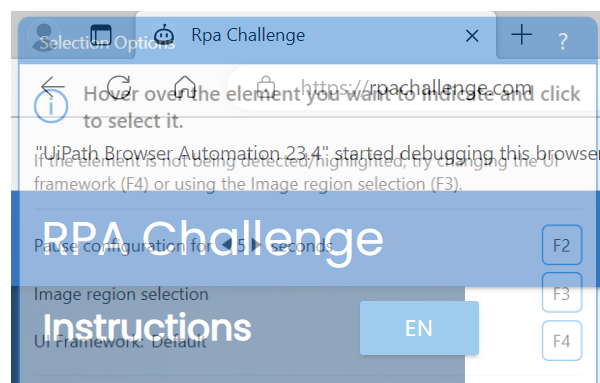 Rpa Challenge
Selection Options
?
https://rpachallenge.com
Hover over the element you want to indicate and click
to select it.
"UiPath Browser Automation 23.4" started debugging this browser
If the element is not being detected/highlighted, try changing the UI
framework (F4) or using the Image region selection (F3).
RPA Challenge
Pause configuration for 5 seconds
F2
Image region selection
F3
Instructions
EN
UI Framework: Default
F4